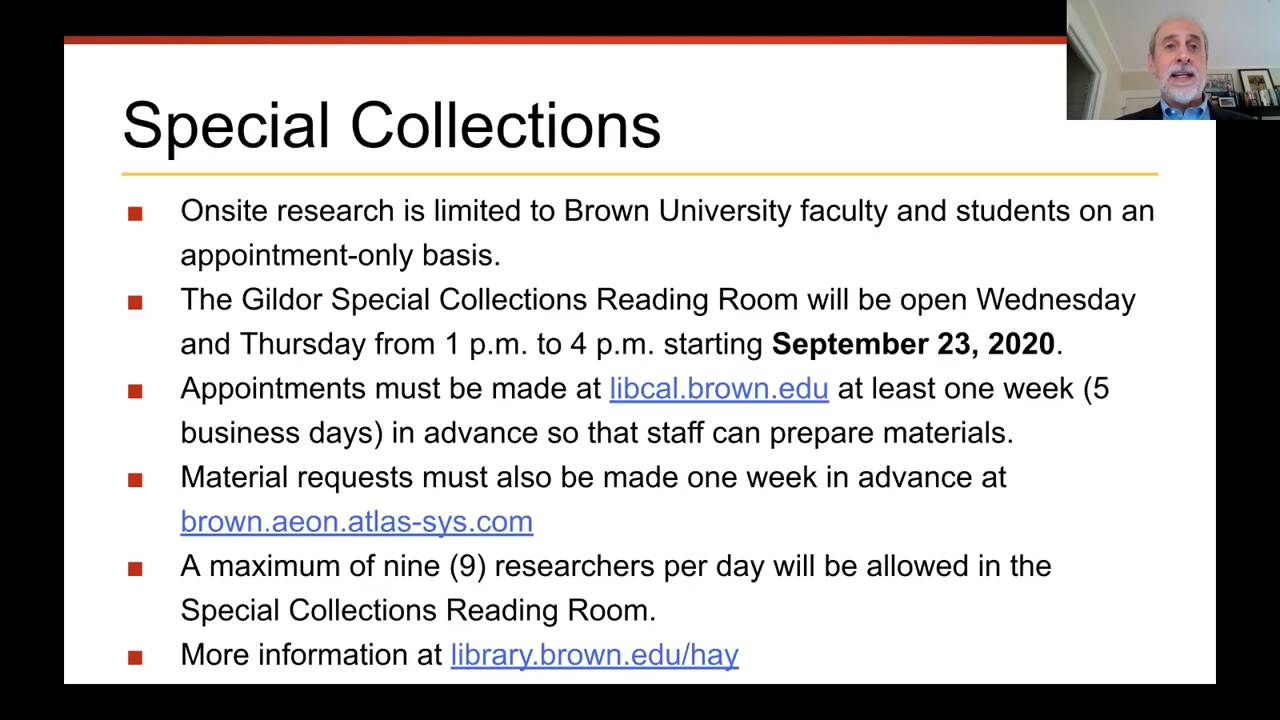 Special Collections
Onsite research is limited to Brown University faculty and students on an
appointment-only basis.
The Gildor Special Collections Reading Room will be open Wednesday
and Thursday from 1 p.m. to 4 p.m. starting September 23, 2020.
Appointments must be made at libcal.brown.edu at least one week (5
business days) in advance so that staff can prepare materials.
Material requests must also be made one week in advance at
brown.aeon.atlas-sys.com
A maximum of nine (9) researchers per day will be allowed in the
Special Collections Reading Room.
More information at library.brown.edu/hay